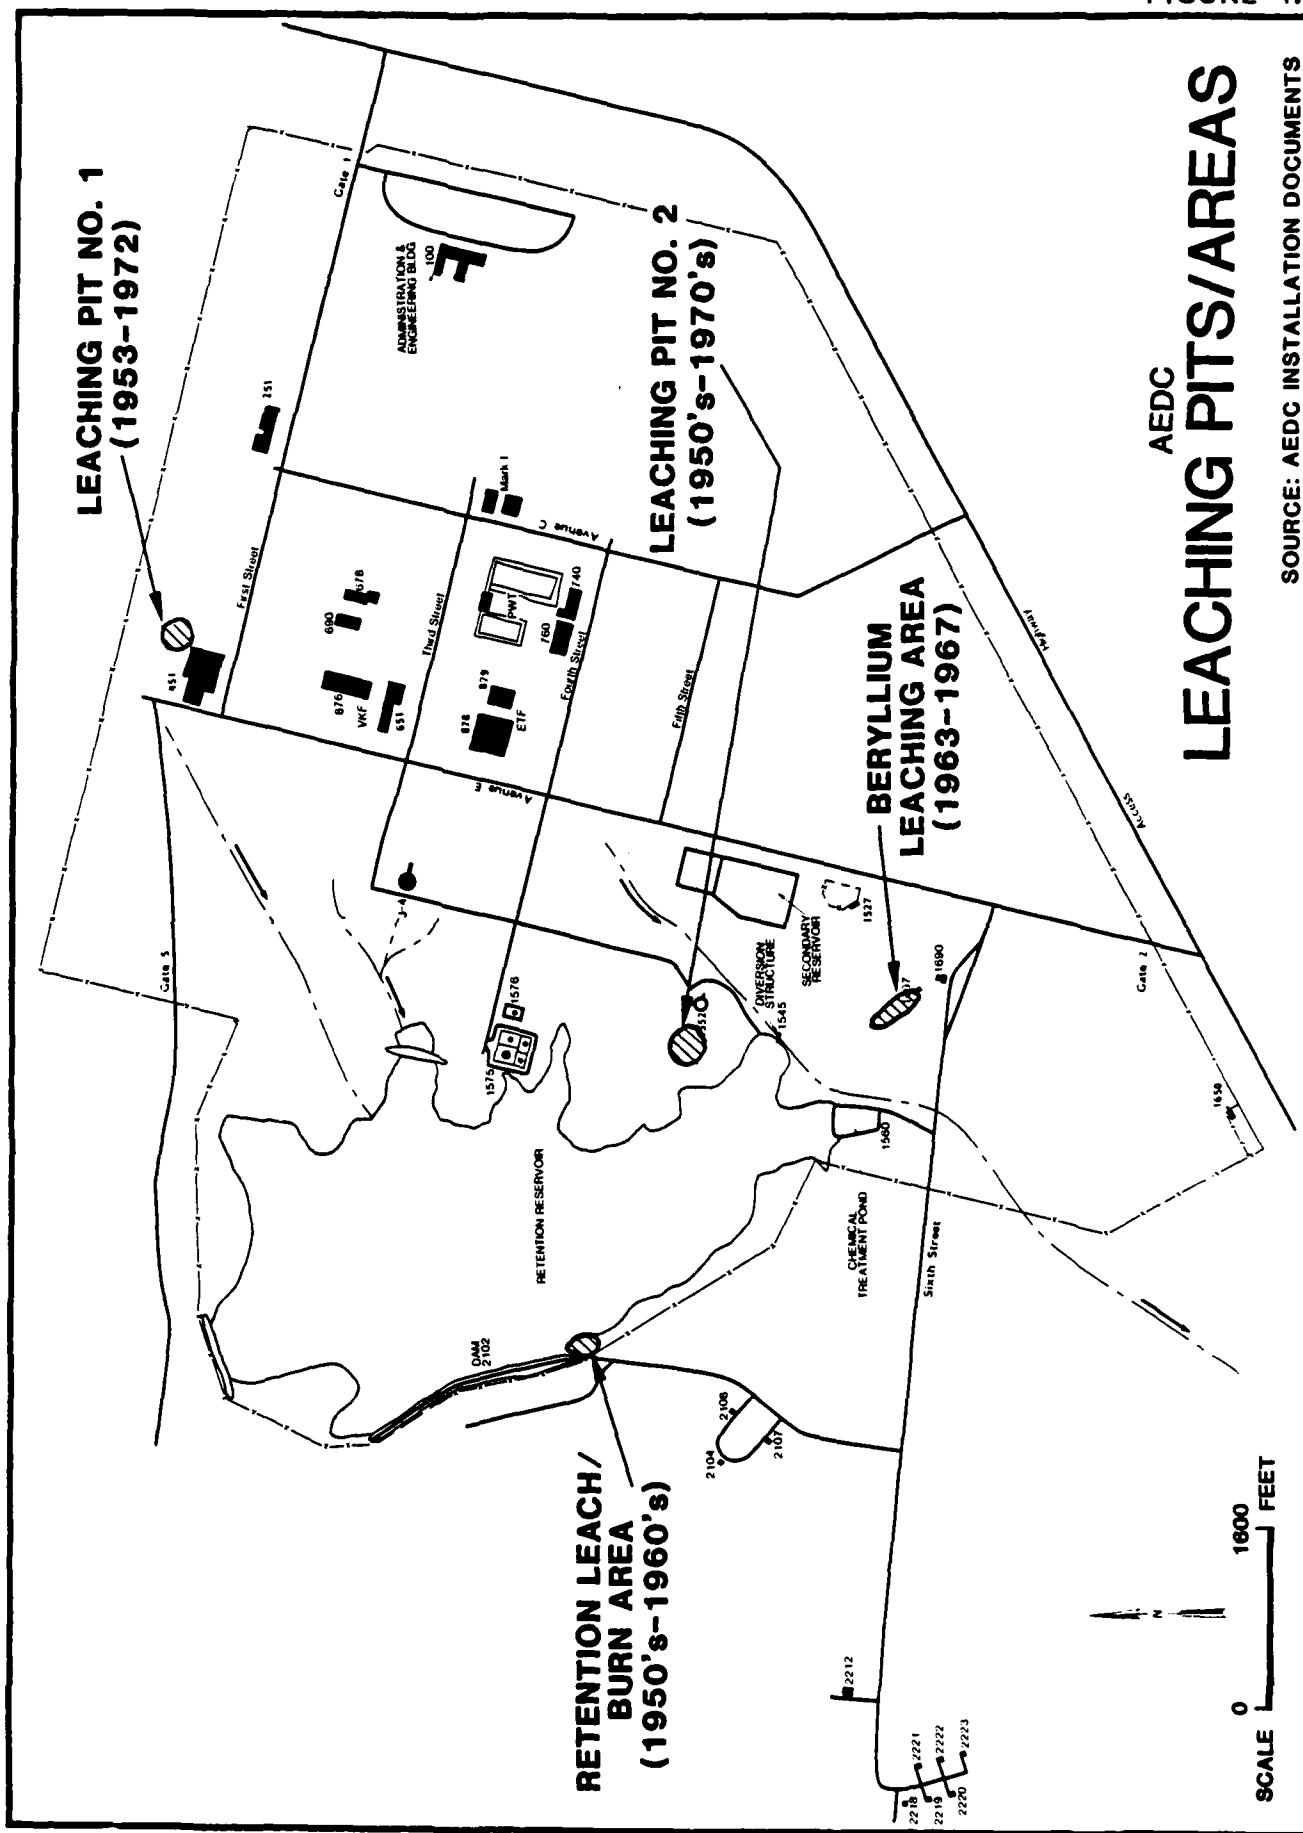 LEACHING PIT NO. 1
(1953-1972)
Gate 1
ADMINISTRATION &
ENGINEERING BLDG
100
251
LEACHING PIT NO. 2
(1950's-1970's)
First Street
Mark I
Avenue C
451
690
678
876
VKF
651
Third Street
PWT
740
760
Fourth Street
879
878
ETF
Fifth Street
Avenue E
BERYLLIUM
LEACHING AREA
(1963-1967)
Highway
Access
Gate 5
J-4
1576
1575
DIVERSION
STRUCTURE
1545
SECONDARY
RESERVOIR
1527
1690
Gate 2
1650
1560
RETENTION RESERVOIR
CHEMICAL
TREATMENT POND
Sixth Street
DAM
2102
RETENTION LEACH/
BURN AREA
(1950's-1960's)
2108
2104
2107
2212
2221
2222
2223
2218
2219
2220
N
SCALE
0
1600
FEET
AEDC
LEACHING PITS/AREAS
SOURCE: AEDC INSTALLATION DOCUMENTS